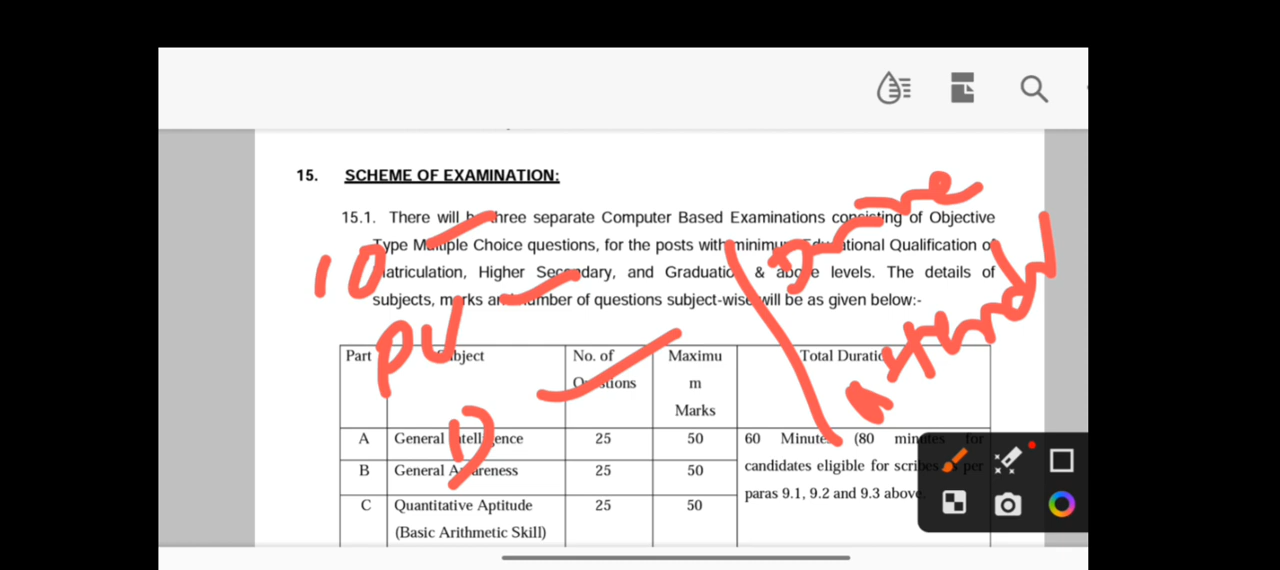 15. SCHEME OF EXAMINATION:
15.1. There will be three separate Computer Based Examinations consisting of Objective
Type Multiple Choice questions, for the posts with minimum Educational Qualification of
Matriculation, Higher Secondary, and Graduation & above levels. The details of
subjects, marks and number of questions subject-wise will be as given below:-
10
PU
D
Part Subject No. of Questions Maximum Marks Total Duration
A General Intelligence 25 50 60 Minutes (80 minutes for
candidates eligible for scribes as per
B General Awareness 25 50
paras 9.1, 9.2 and 9.3 above
C Quantitative Aptitude 25 50
(Basic Arithmetic Skill)